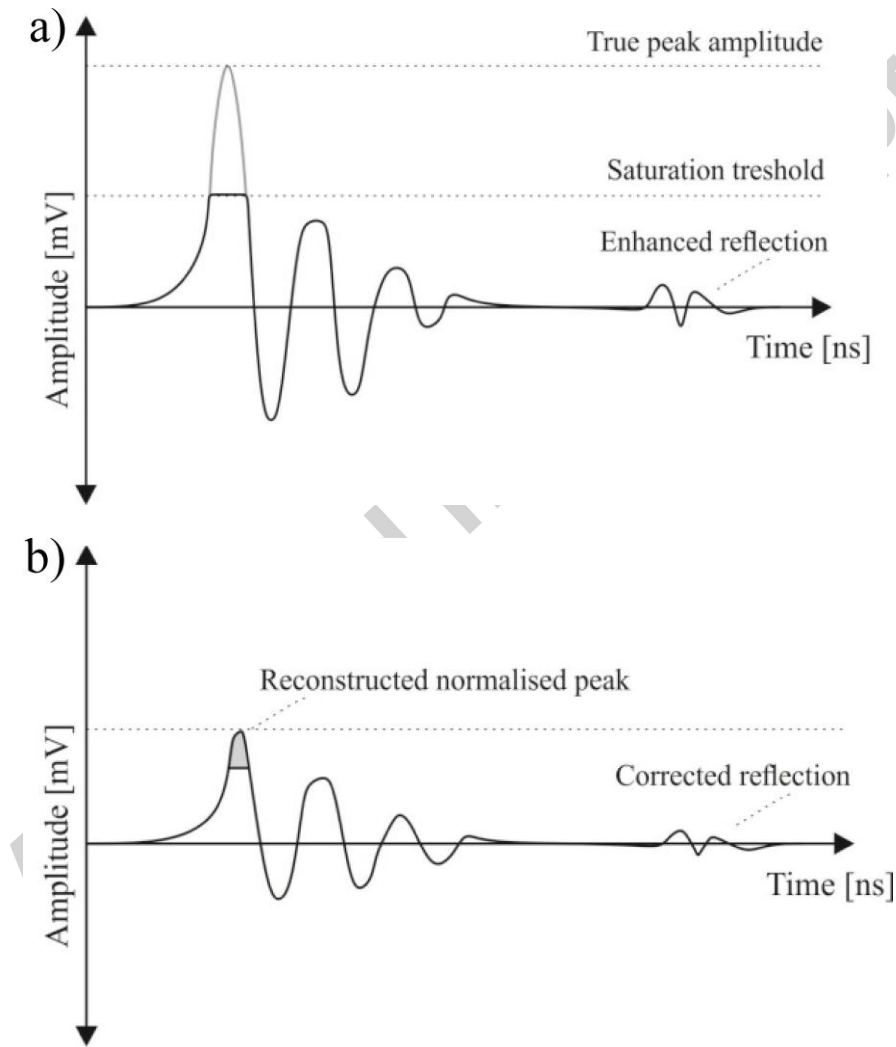 a)
True peak amplitude
Saturation treshold
Enhanced reflection
Amplitude [mV]
Time [ns]
b)
Reconstructed normalised peak
Corrected reflection
Amplitude [mV]
Time [ns]